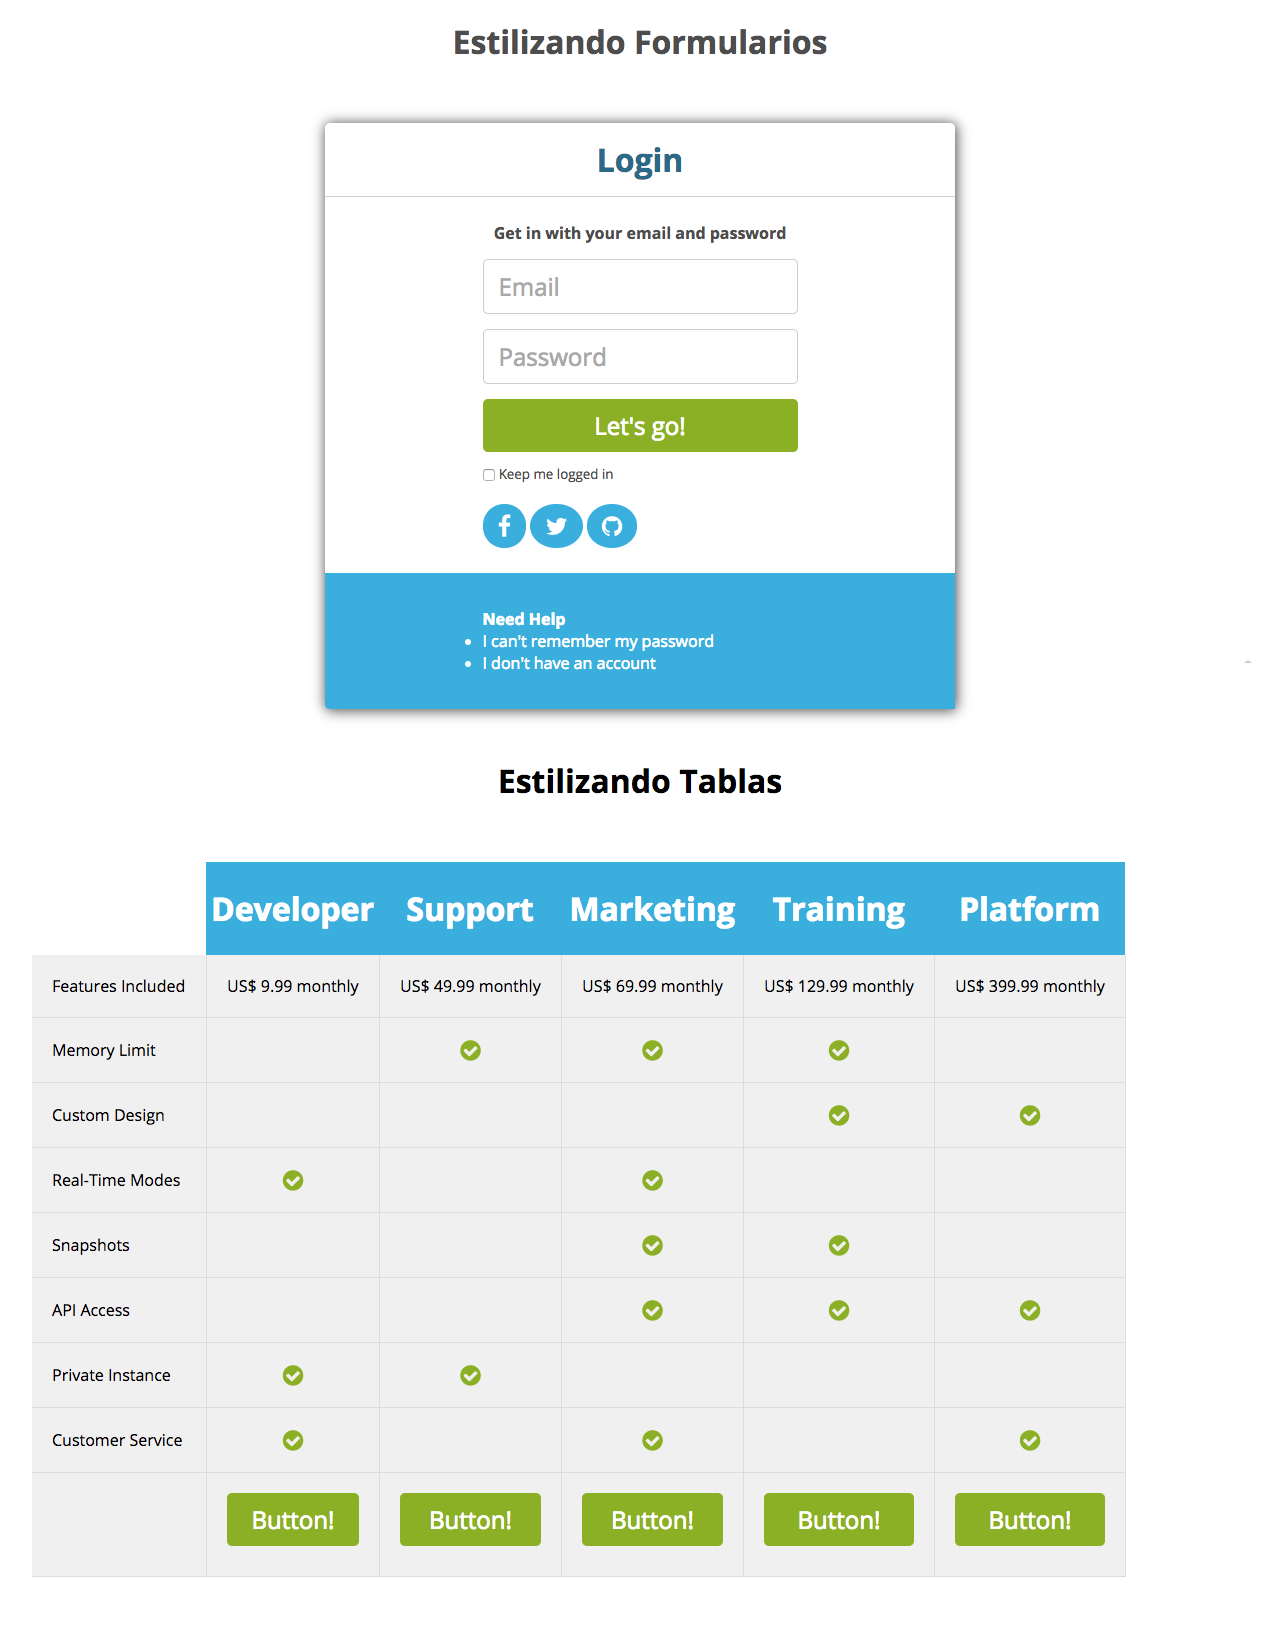 Estilizando Formularios
Login
Get in with your email and password
Email
Password
Let's go!
Keep me logged in
Need Help
I can't remember my password
I don't have an account
Estilizando Tablas
Developer Support Marketing Training Platform
Features Included US$ 9.99 monthly US$ 49.99 monthly US$ 69.99 monthly US$ 129.99 monthly US$ 399.99 monthly
Memory Limit
Custom Design
Real-Time Modes
Snapshots
API Access
Private Instance
Customer Service
Button! Button! Button! Button! Button!